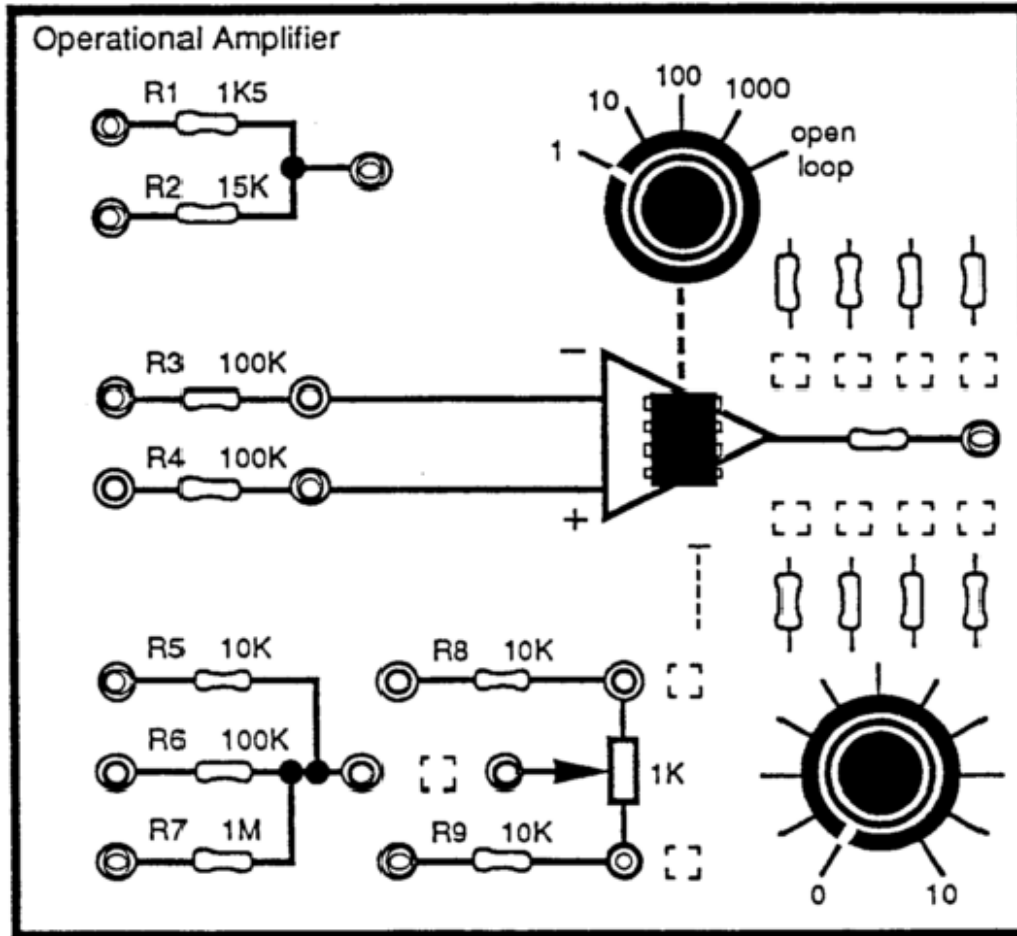 Operational Amplifier
R1 1K5
R2 15K
1
10
100
1000
open
loop
R3 100K
R4 100K
−
+
R5 10K
R6 100K
R7 1M
R8 10K
1K
R9 10K
0
10